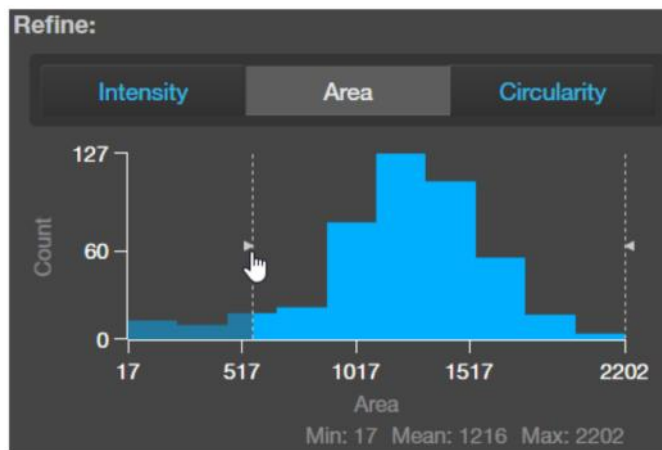 Refine:
Intensity Area Circularity
127
Count
60
0
17 517 1017 1517 2202
Area
Min: 17 Mean: 1216 Max: 2202